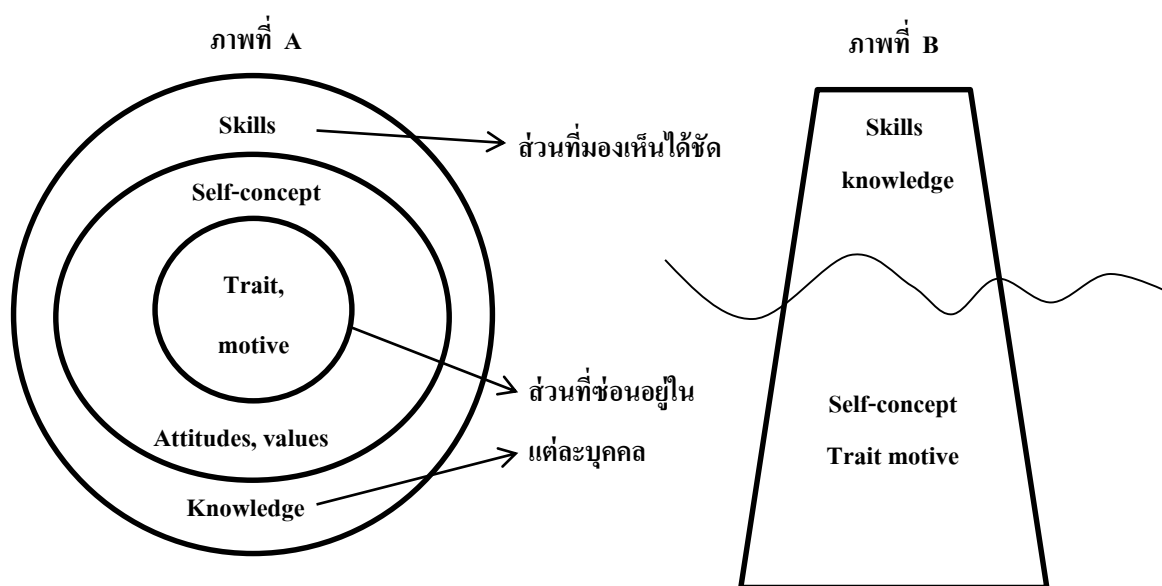 ภาพที่ A
Skills
ส่วนที่มองเห็นได้ชัด
Self-concept
Trait,
motive
ส่วนที่ซ่อนอยู่ใน
แต่ละบุคคล
Attitudes, values
Knowledge
ภาพที่ B
Skills
knowledge
Self-concept
Trait motive